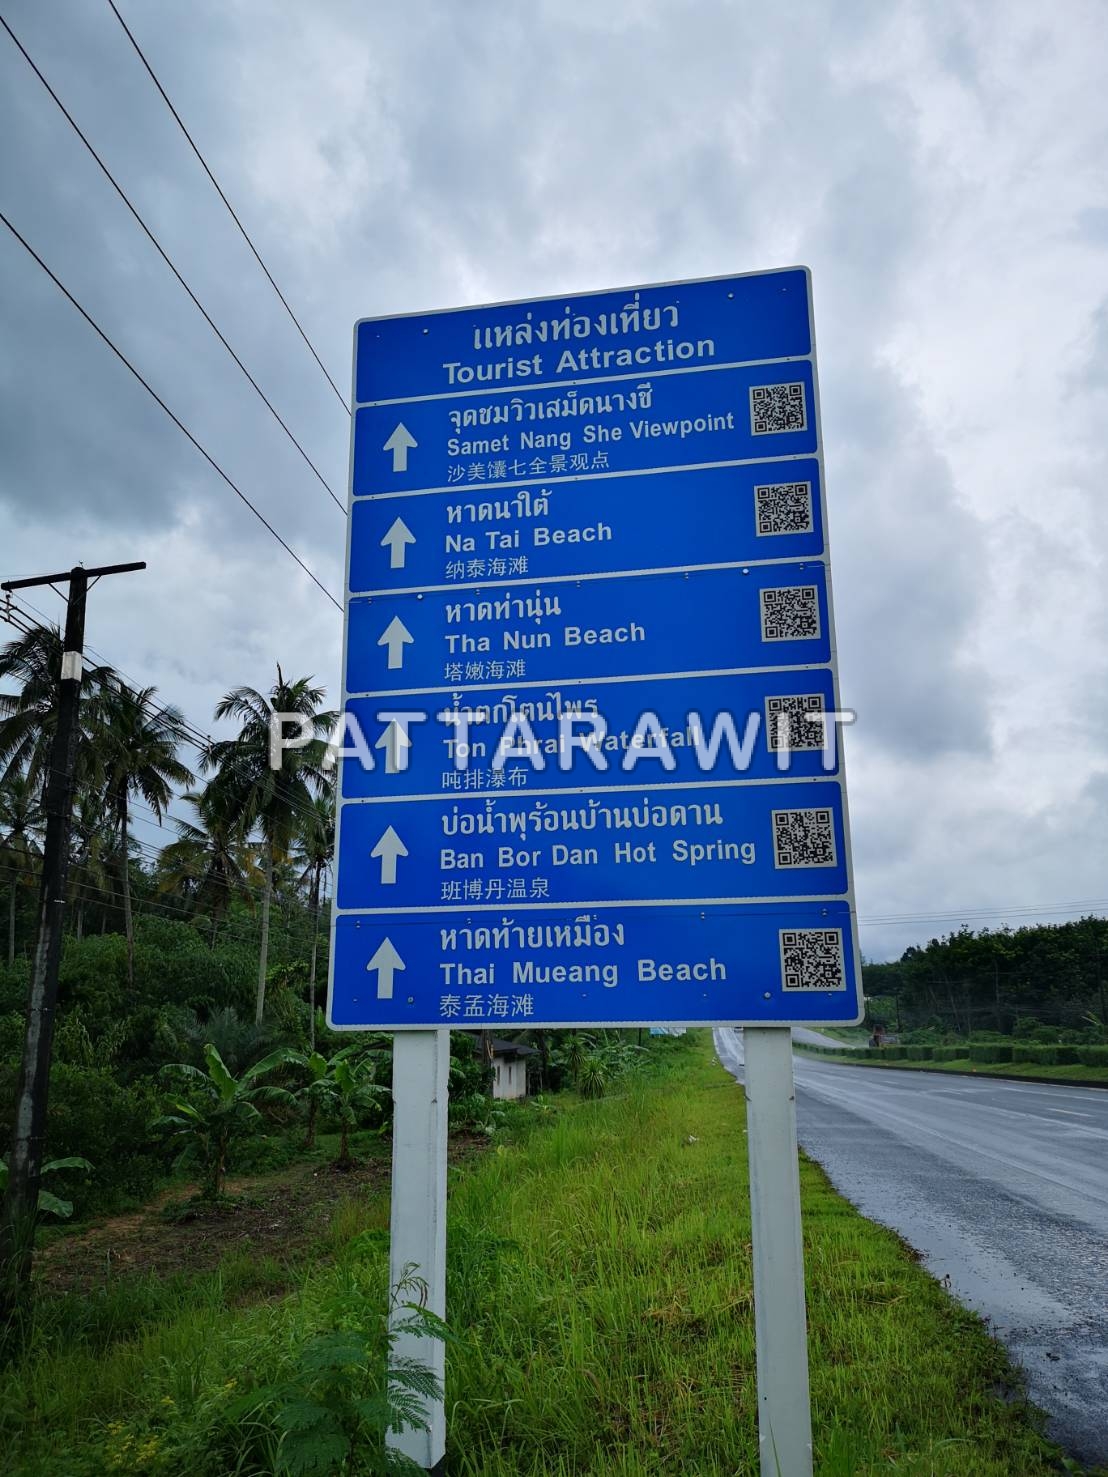 แหล่งท่องเที่ยว
Tourist Attraction
จุดชมวิวเสม็ดนางชี
Samet Nang She Viewpoint
沙美馕七全景观点
หาดนาใต้
Na Tai Beach
纳泰海滩
หาดท่านุ่น
Tha Nun Beach
塔嫩海滩
น้ำตกโตนไพร
Ton Phrai Waterfall
吨排瀑布
PATTARAWIT
บ่อน้ำพุร้อนบ้านบ่อดาน
Ban Bor Dan Hot Spring
班博丹温泉
หาดท้ายเหมือง
Thai Mueang Beach
泰孟海滩